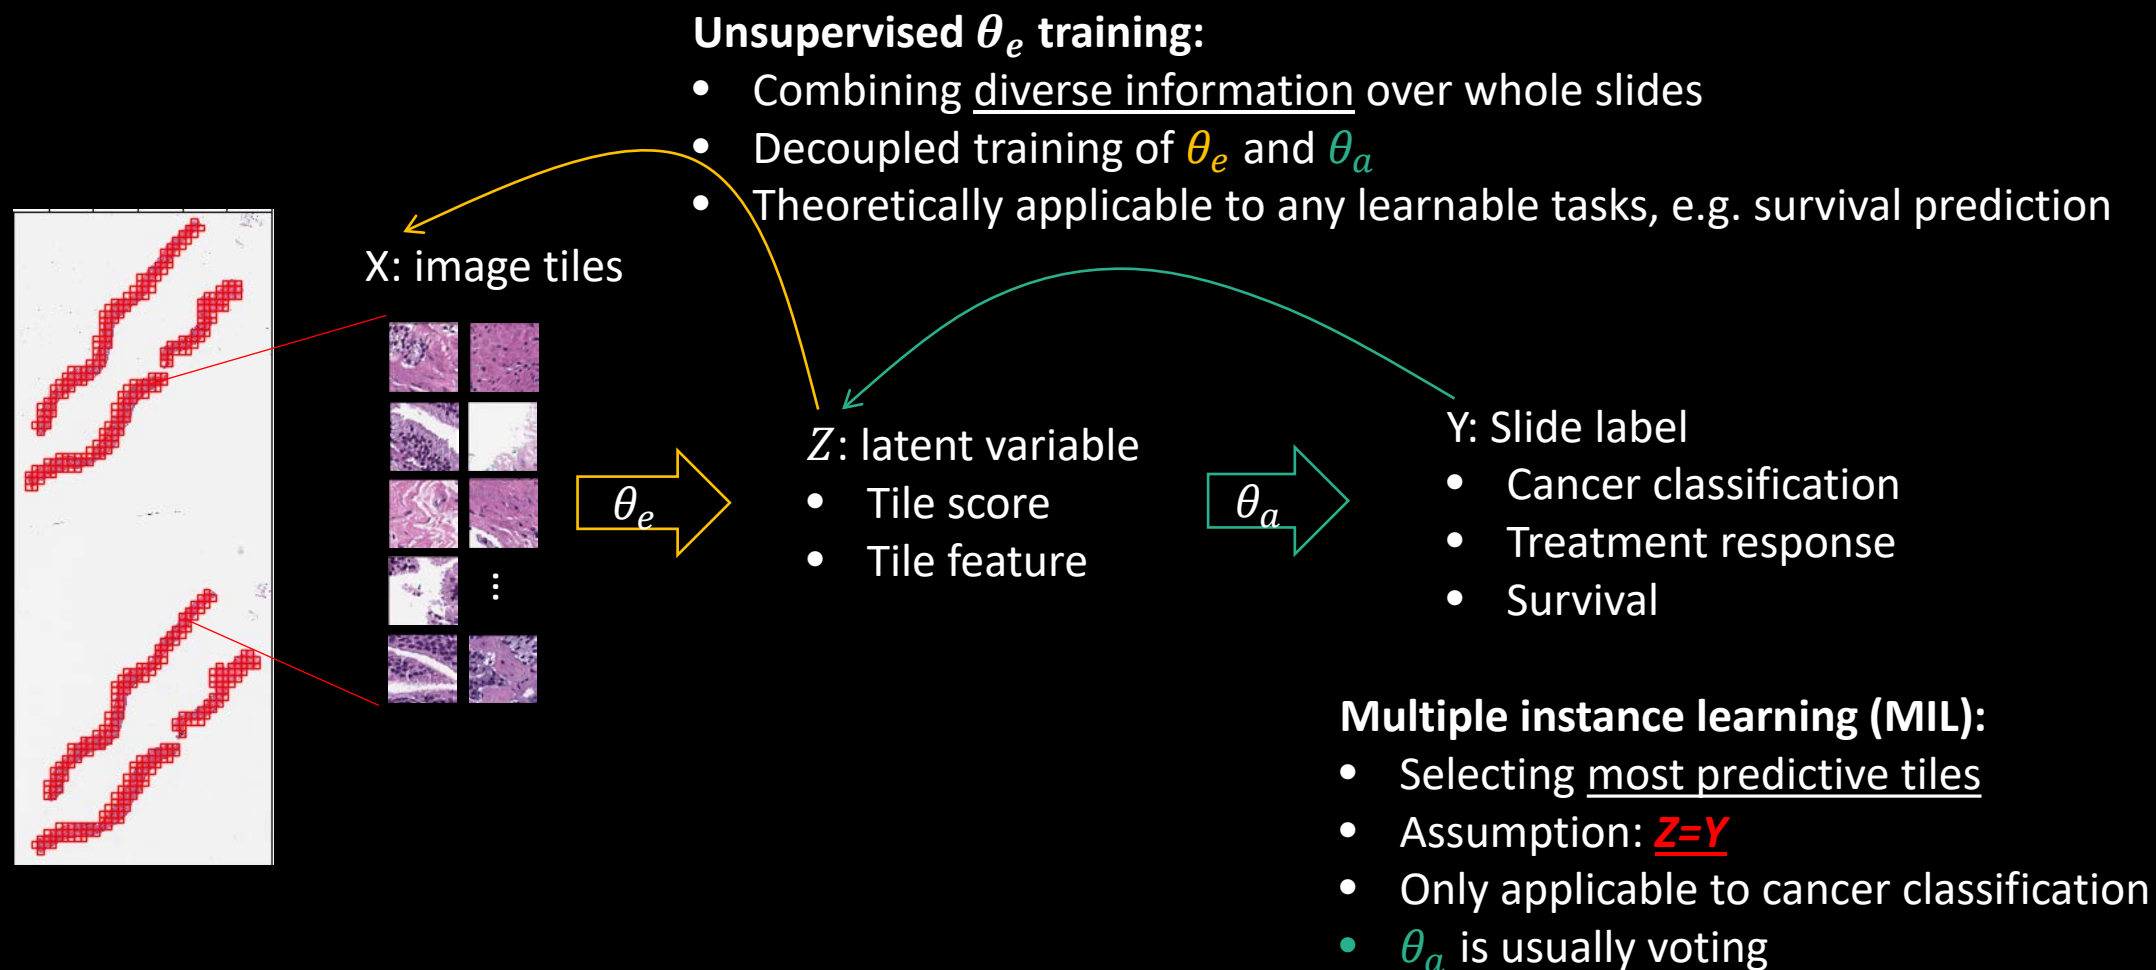 Unsupervised θₑ training:
• Combining diverse information over whole slides
• Decoupled training of θₑ and θₐ
• Theoretically applicable to any learnable tasks, e.g. survival prediction
X: image tiles
⋮
θₑ
Z: latent variable
• Tile score
• Tile feature
θₐ
Y: Slide label
• Cancer classification
• Treatment response
• Survival
Multiple instance learning (MIL):
• Selecting most predictive tiles
• Assumption: Z=Y
• Only applicable to cancer classification
• θₐ is usually voting